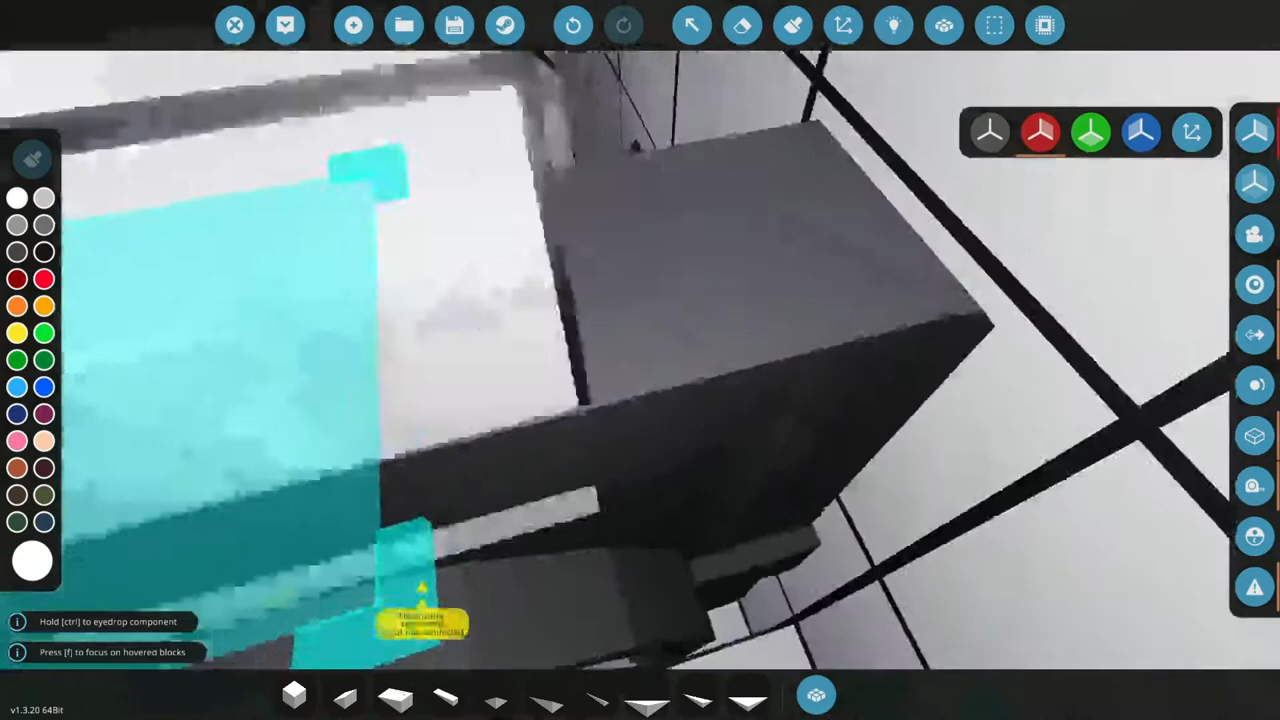 Hold [ctrl] to eyedrop component
Press [f] to focus on hovered blocks
v1.3.20 64Bit